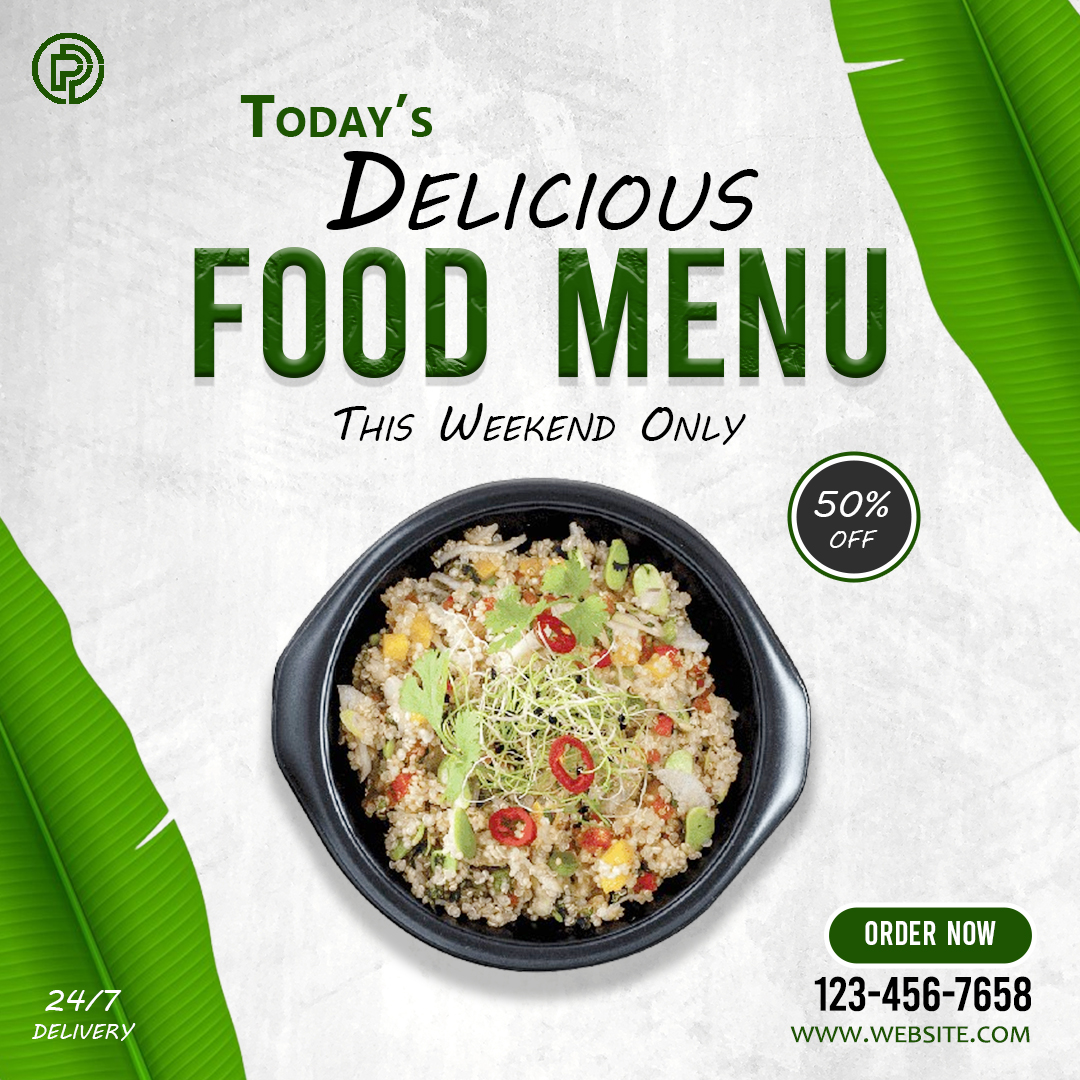 Today's
Delicious
FOOD MENU
This Weekend Only
50%
OFF
ORDER NOW
123-456-7658
WWW.WEBSITE.COM
24/7
DELIVERY